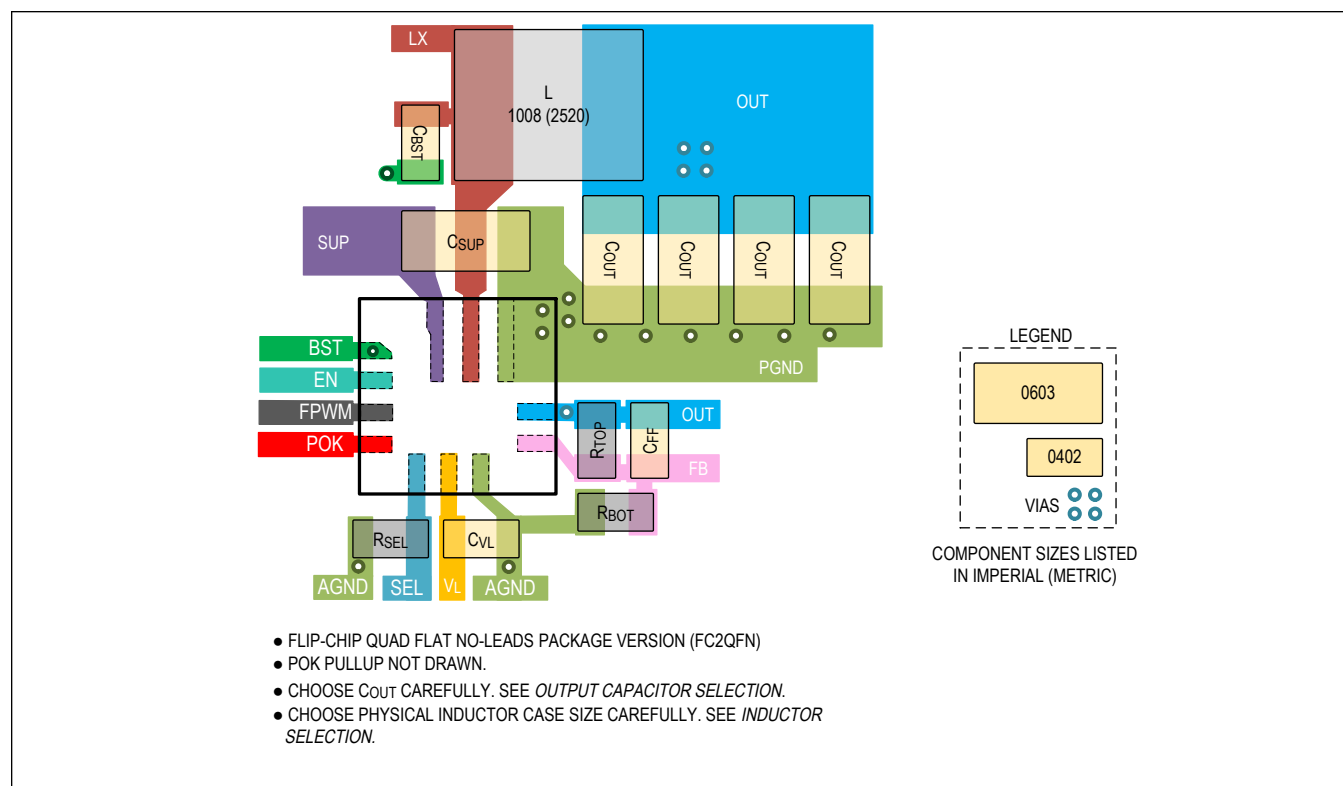 LX
L
1008 (2520)
OUT
CBST
SUP
CSUP
COUT
COUT
COUT
COUT
BST
EN
FPWM
POK
PGND
OUT
RTOP
CFF
FB
RBOT
RSEL
CVL
AGND
SEL
VL
AGND
LEGEND
0603
0402
VIAS
COMPONENT SIZES LISTED
IN IMPERIAL (METRIC)
● FLIP-CHIP QUAD FLAT NO-LEADS PACKAGE VERSION (FC2QFN)
● POK PULLUP NOT DRAWN.
● CHOOSE COUT CAREFULLY. SEE OUTPUT CAPACITOR SELECTION.
● CHOOSE PHYSICAL INDUCTOR CASE SIZE CAREFULLY. SEE INDUCTOR
SELECTION.